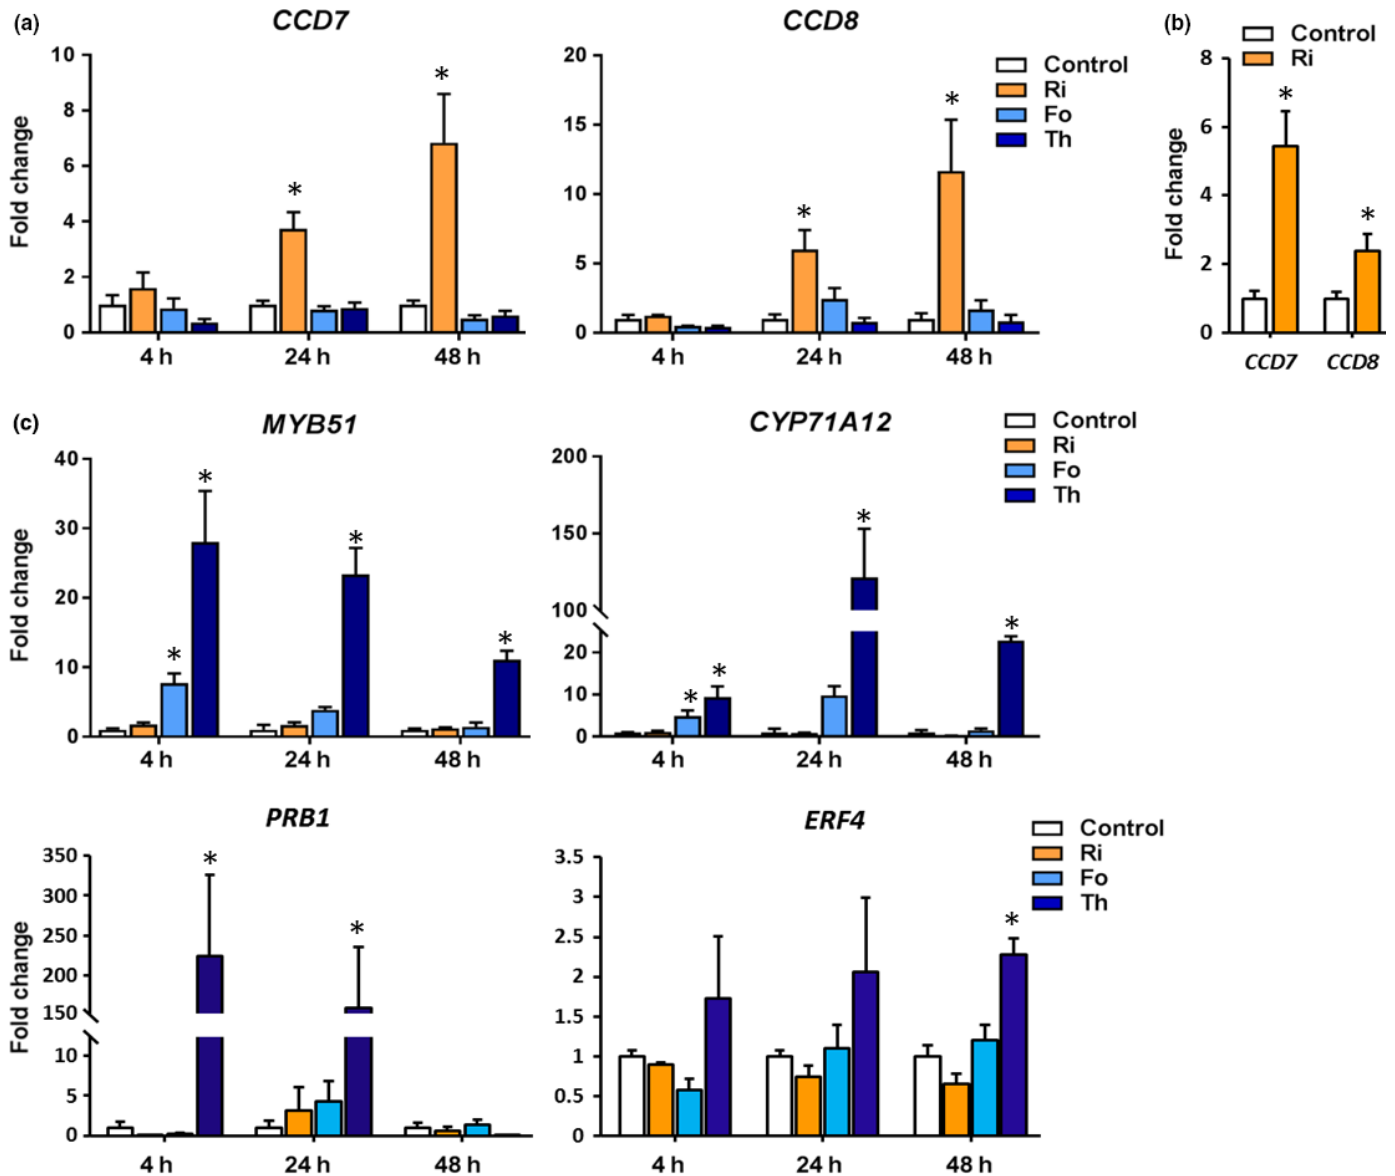 (a)
CCD7
Fold change
10
8
6
4
2
0
*
*
4 h 24 h 48 h
CCD8
20
15
10
5
0
*
*
4 h 24 h 48 h
Control
Ri
Fo
Th
(b)
Control
Ri
Fold change
8
6
4
2
0
*
*
CCD7 CCD8
(c)
MYB51
Fold change
40
30
20
10
0
*
*
*
*
4 h 24 h 48 h
CYP71A12
200
150
100
20
10
0
*
*
*
*
4 h 24 h 48 h
Control
Ri
Fo
Th
PRB1
Fold change
350
300
250
200
150
10
5
0
*
*
4 h 24 h 48 h
ERF4
3.5
3
2.5
2
1.5
1
0.5
0
*
4 h 24 h 48 h
Control
Ri
Fo
Th